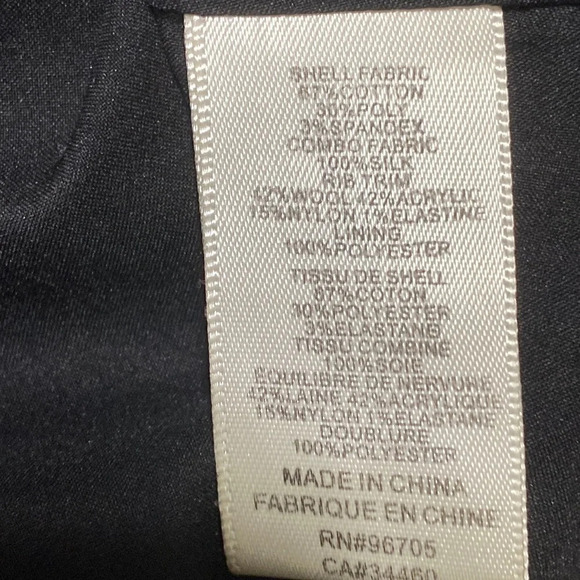 SHELL FABRIC
67%COTTON
30%POLY
3%SPANDEX
COMBO FABRIC
100%SILK
RIB TRIM
42%WOOL 42%ACRYLIC
15%NYLON 1%ELASTINE
LINING
100%POLYESTER
TISSU DE SHELL
67%COTON
30%POLYESTER
3%ELASTANG
TISSU COMBINE
100%SOIE
EQUILIBRE DE NERVURE
42%LAINE 42%ACRYLIQUE
15%NYLON 1%ELASTANE
DOUBLURE
100%POLYESTER
MADE IN CHINA
FABRIQUE EN CHINE
RN#96705
CA#34460